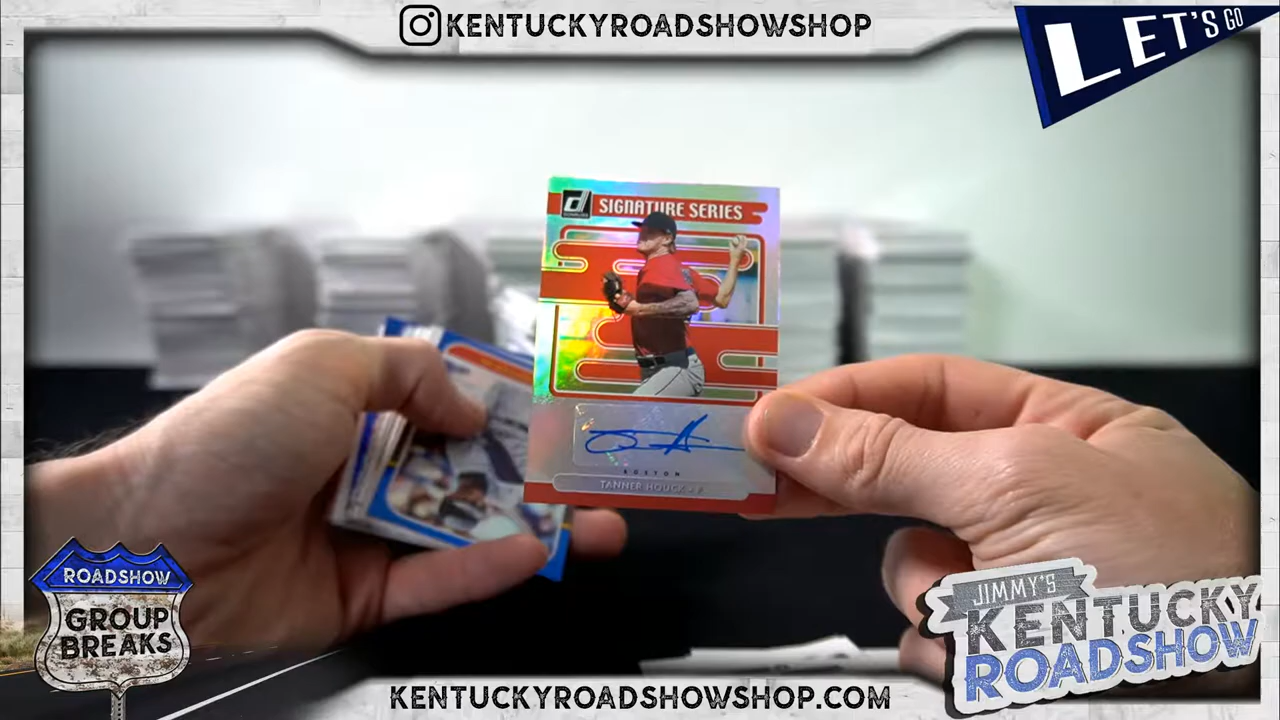 KENTUCKYROADSHOWSHOP
LET'S GO
d
SIGNATURE SERIES
BOSTON
TANNER HOUCK • P
ROADSHOW
GROUP
BREAKS
JIMMY'S
KENTUCKY
ROADSHOW
KENTUCKYROADSHOWSHOP.COM